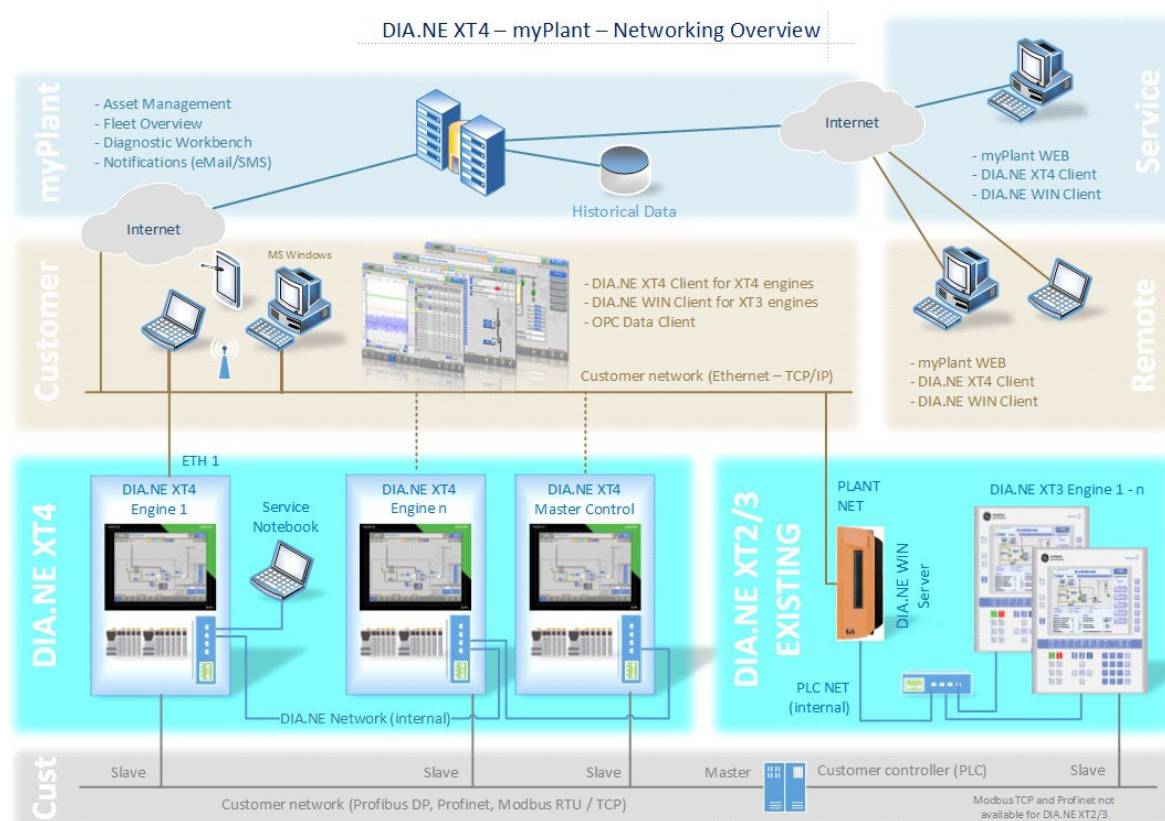 DIA.NE XT4 – myPlant – Networking Overview
myPlant
- Asset Management
- Fleet Overview
- Diagnostic Workbench
- Notifications (eMail/SMS)
Historical Data
Internet
Internet
Service
- myPlant WEB
- DIA.NE XT4 Client
- DIA.NE WIN Client
Customer
MS Windows
- DIA.NE XT4 Client for XT4 engines
- DIA.NE WIN Client for XT3 engines
- OPC Data Client
Customer network (Ethernet – TCP/IP)
Remote
- myPlant WEB
- DIA.NE XT4 Client
- DIA.NE WIN Client
DIA.NE XT4
ETH 1
DIA.NE XT4
Engine 1
Service
Notebook
DIA.NE XT4
Engine n
DIA.NE XT4
Master Control
DIA.NE Network (internal)
DIA.NE XT2/3
EXISTING
PLANT
NET
DIA.NE WIN
Server
DIA.NE XT3 Engine 1 - n
PLC NET
(internal)
Cust
Slave
Slave
Slave
Master
Customer controller (PLC)
Slave
Customer network (Profibus DP, Profinet, Modbus RTU / TCP)
Modbus TCP and Profinet not
available for DIA.NE XT2/3